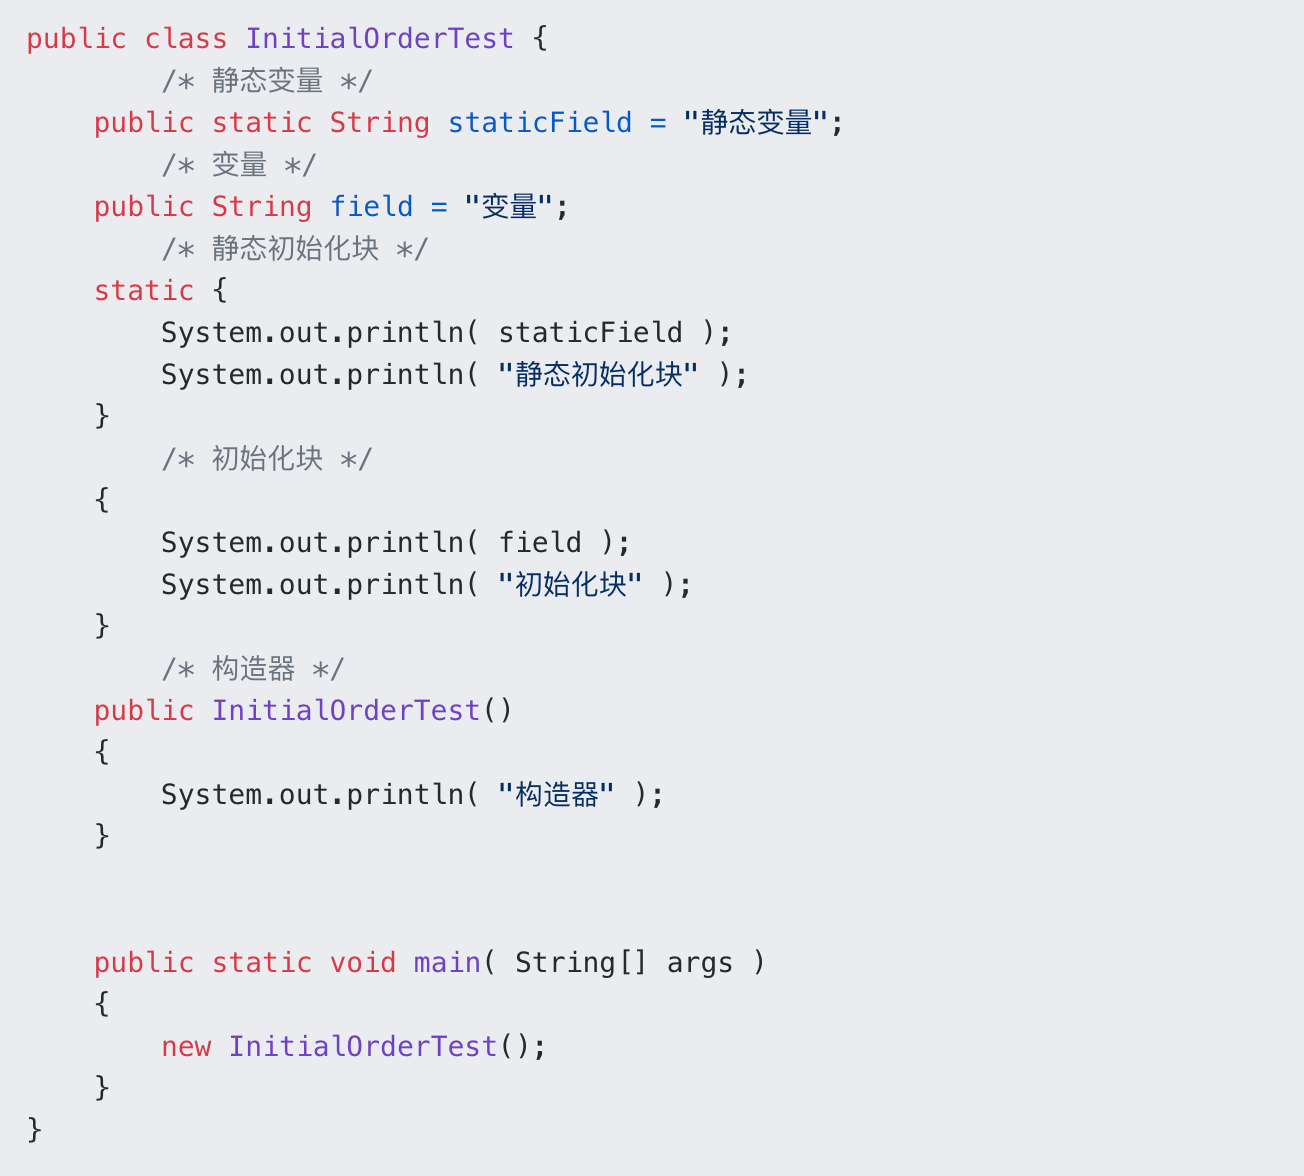 public class InitialOrderTest {
        /* 静态变量 */
    public static String staticField = "静态变量";
        /* 变量 */
    public String field = "变量";
        /* 静态初始化块 */
    static {
        System.out.println( staticField );
        System.out.println( "静态初始化块" );
    }
        /* 初始化块 */
    {
        System.out.println( field );
        System.out.println( "初始化块" );
    }
        /* 构造器 */
    public InitialOrderTest()
    {
        System.out.println( "构造器" );
    }


    public static void main( String[] args )
    {
        new InitialOrderTest();
    }
}